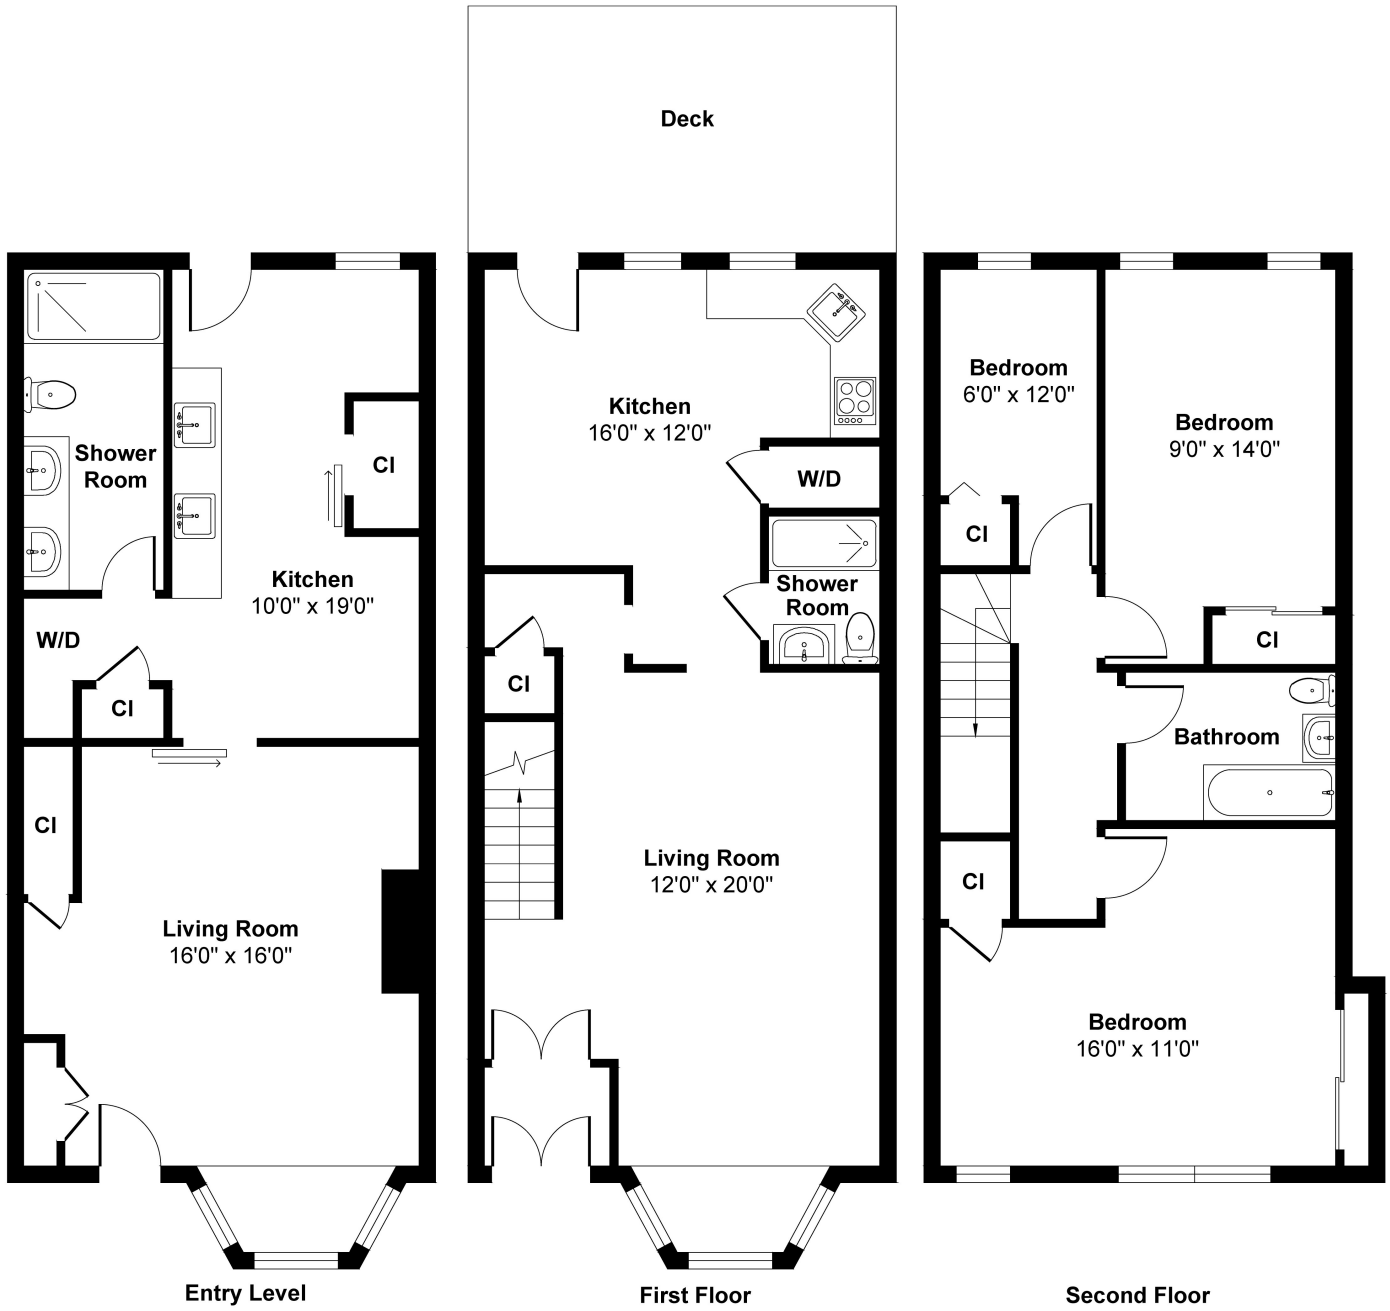 Deck
Shower
Room
Cl
Kitchen
10'0" x 19'0"
W/D
Cl
Cl
Living Room
16'0" x 16'0"
Entry Level
Kitchen
16'0" x 12'0"
W/D
Shower
Room
Cl
Living Room
12'0" x 20'0"
First Floor
Bedroom
6'0" x 12'0"
Bedroom
9'0" x 14'0"
Cl
Cl
Bathroom
Cl
Bedroom
16'0" x 11'0"
Second Floor